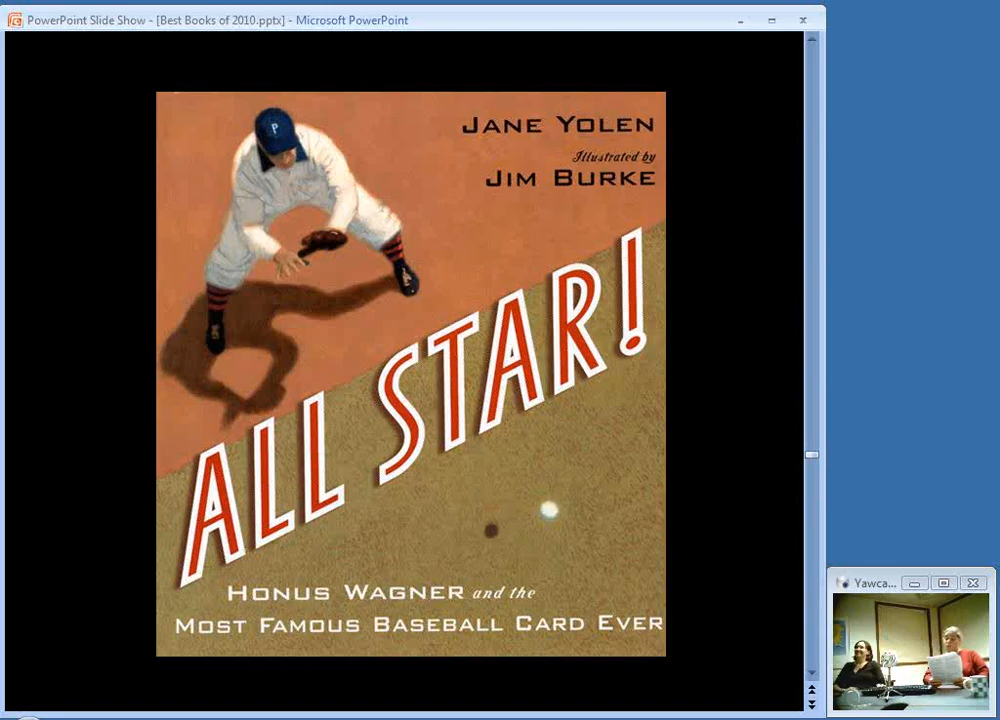 PowerPoint Slide Show - [Best Books of 2010.pptx] - Microsoft PowerPoint
P
JANE YOLEN
Illustrated by
JIM BURKE
ALL STAR!
HONUS WAGNER and the
MOST FAMOUS BASEBALL CARD EVER
Yawca...